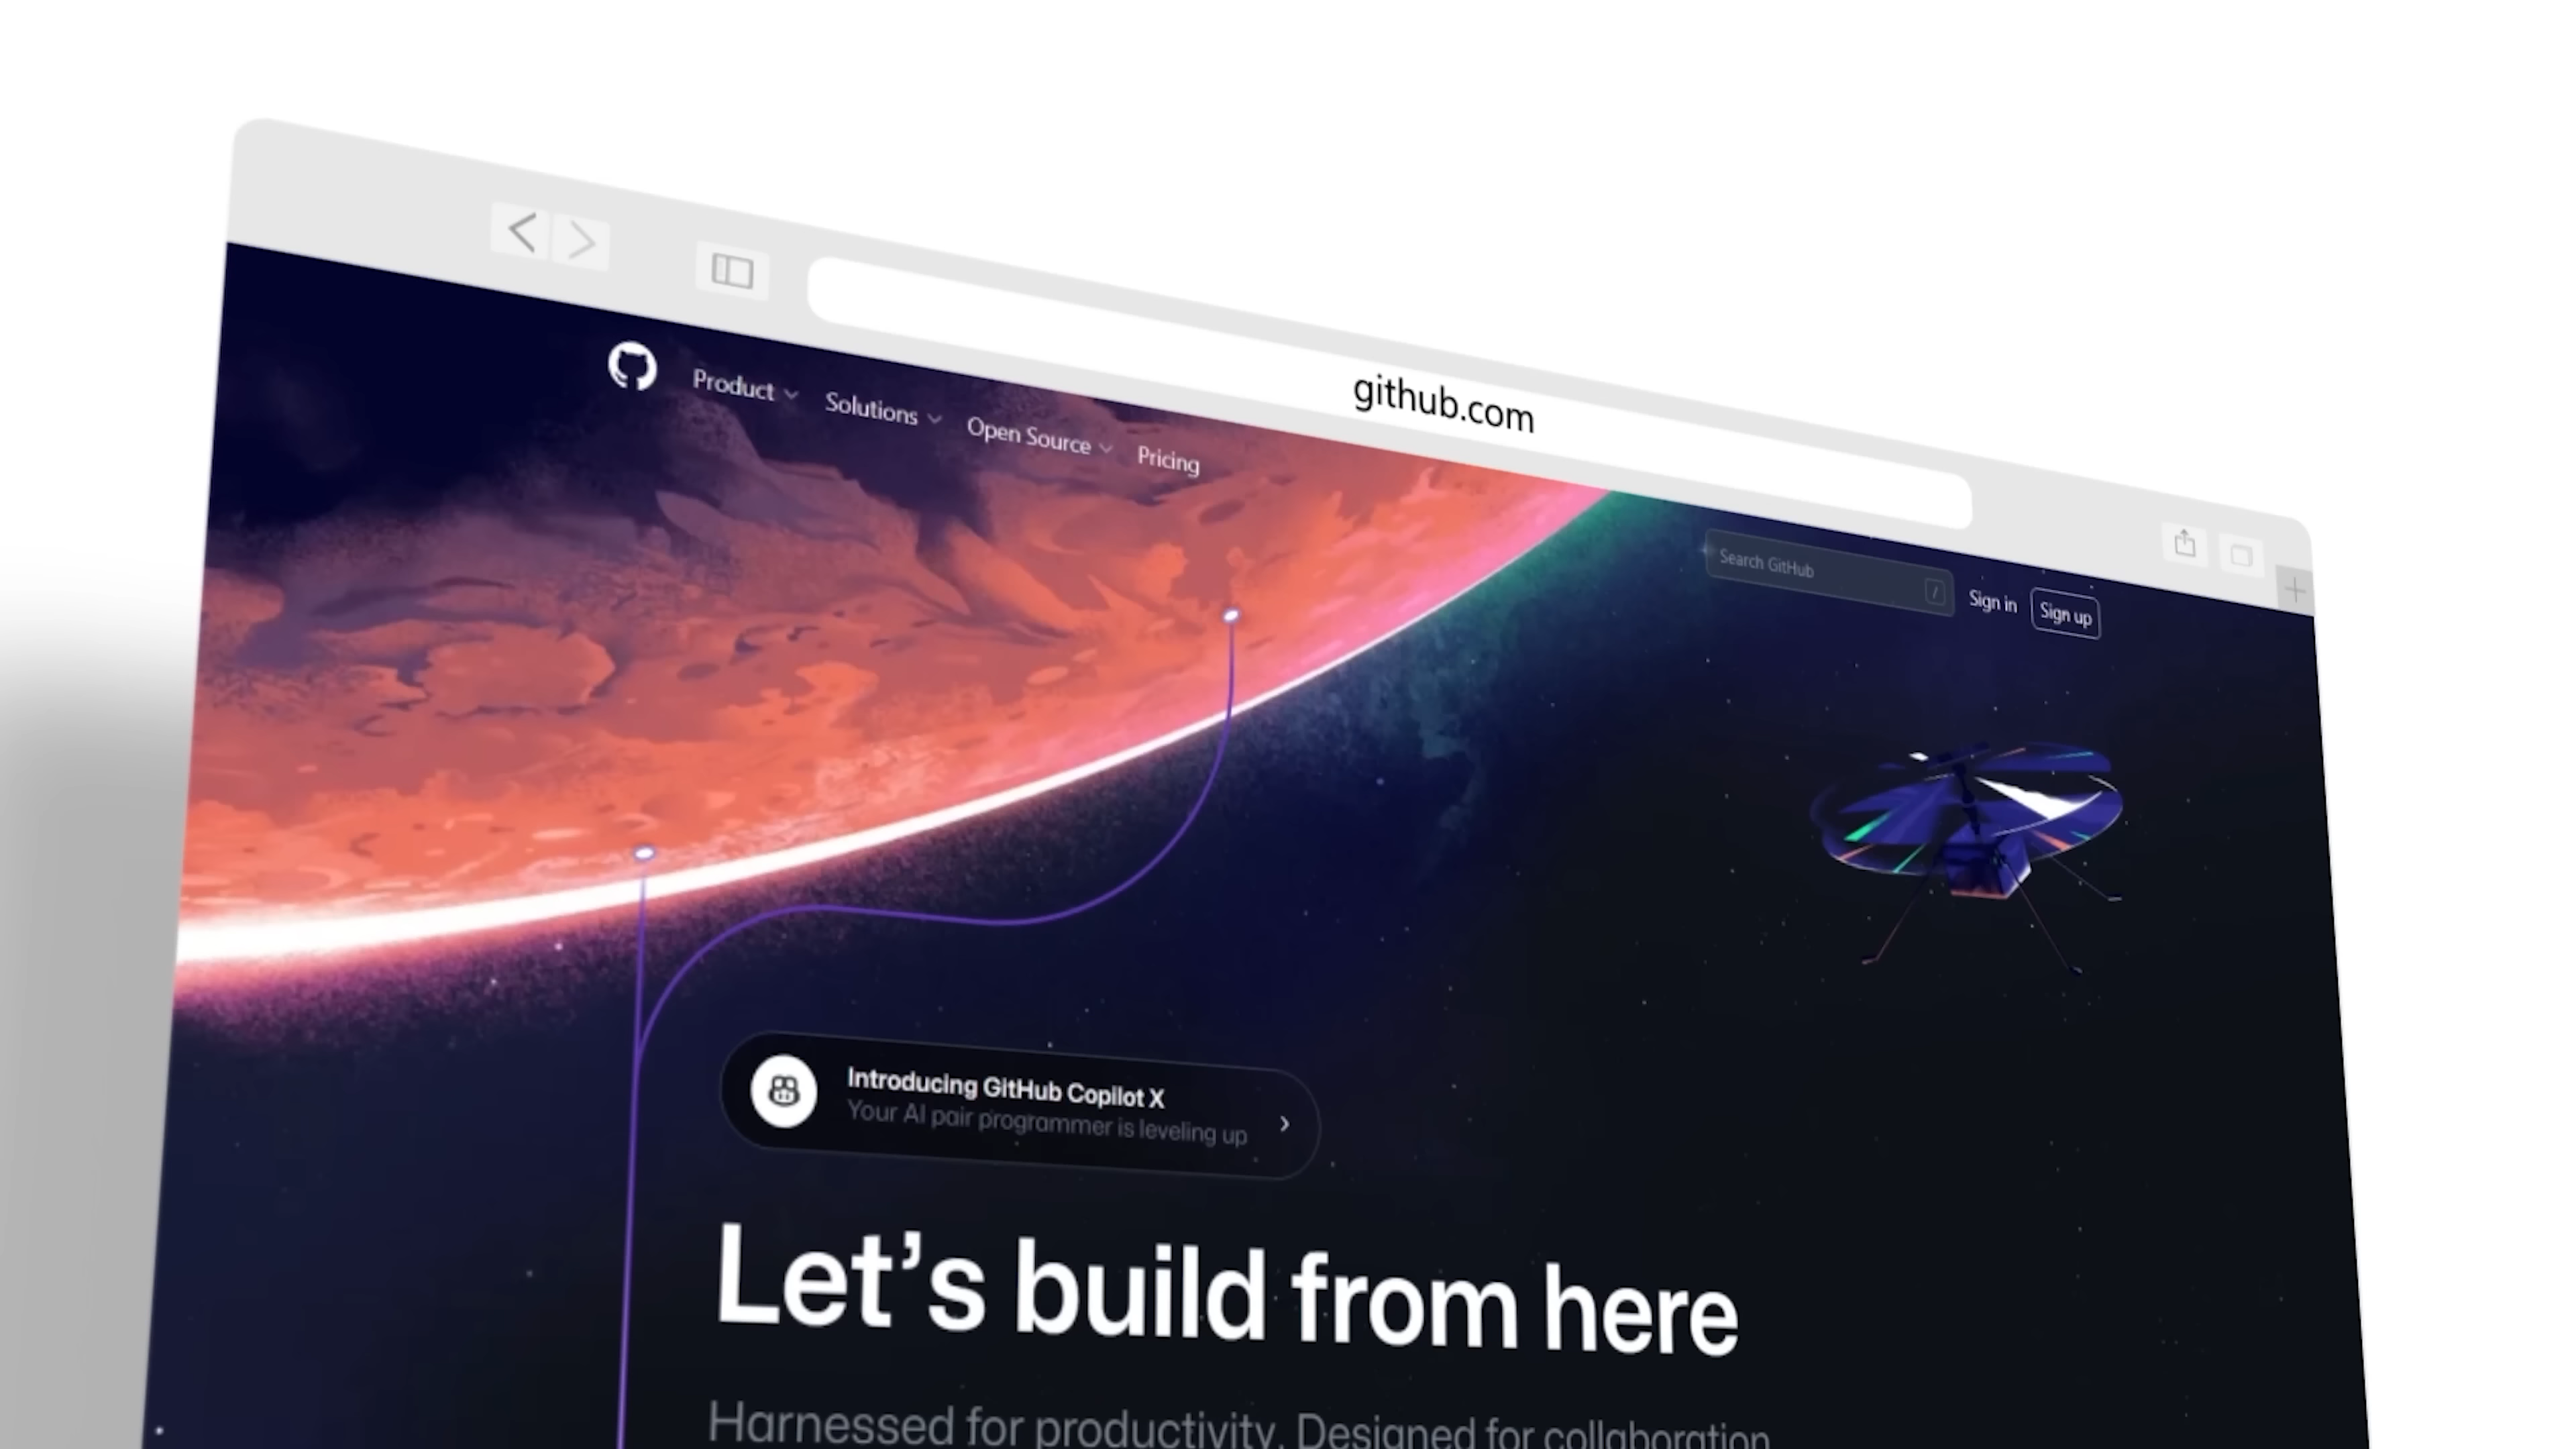 github.com
Product
Solutions
Open Source
Pricing
Search GitHub
/
Sign in
Sign up
Introducing GitHub Copilot X
Your AI pair programmer is leveling up
Let’s build from here
Harnessed for productivity. Designed for collaboration